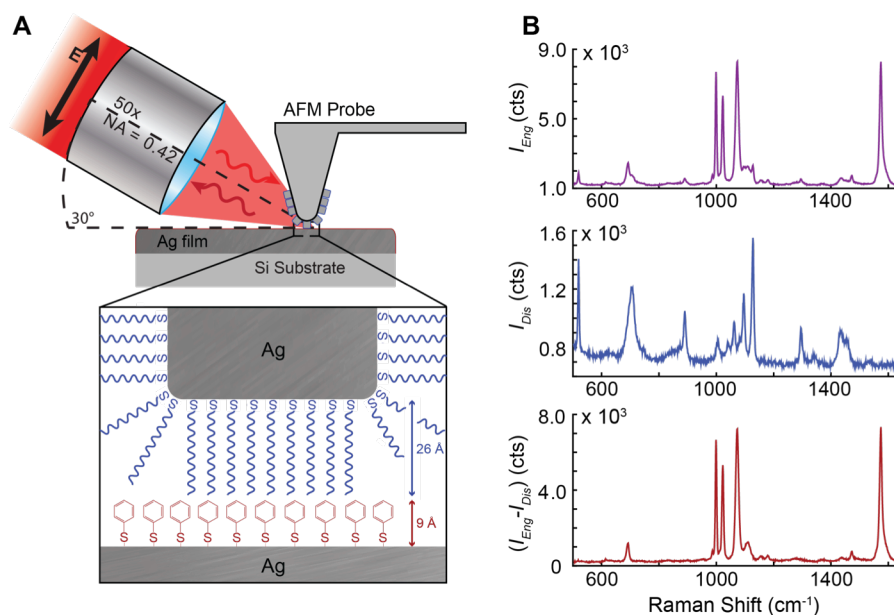 A
E
50x
NA = 0.42
30°
AFM Probe
Ag film
Si Substrate
S S
S S
S S
S S
Ag
S S S S S S S S S S
26 Å
9 Å
S S S S S S S S S
Ag
B
9.0 x 10³
5.0
1.0
I_Eng (cts)
600 1000 1400
1.6 x 10³
1.2
0.8
I_Dis (cts)
600 1000 1400
8.0 x 10³
4.0
0
(I_Eng-I_Dis) (cts)
600 1000 1400
Raman Shift (cm⁻¹)